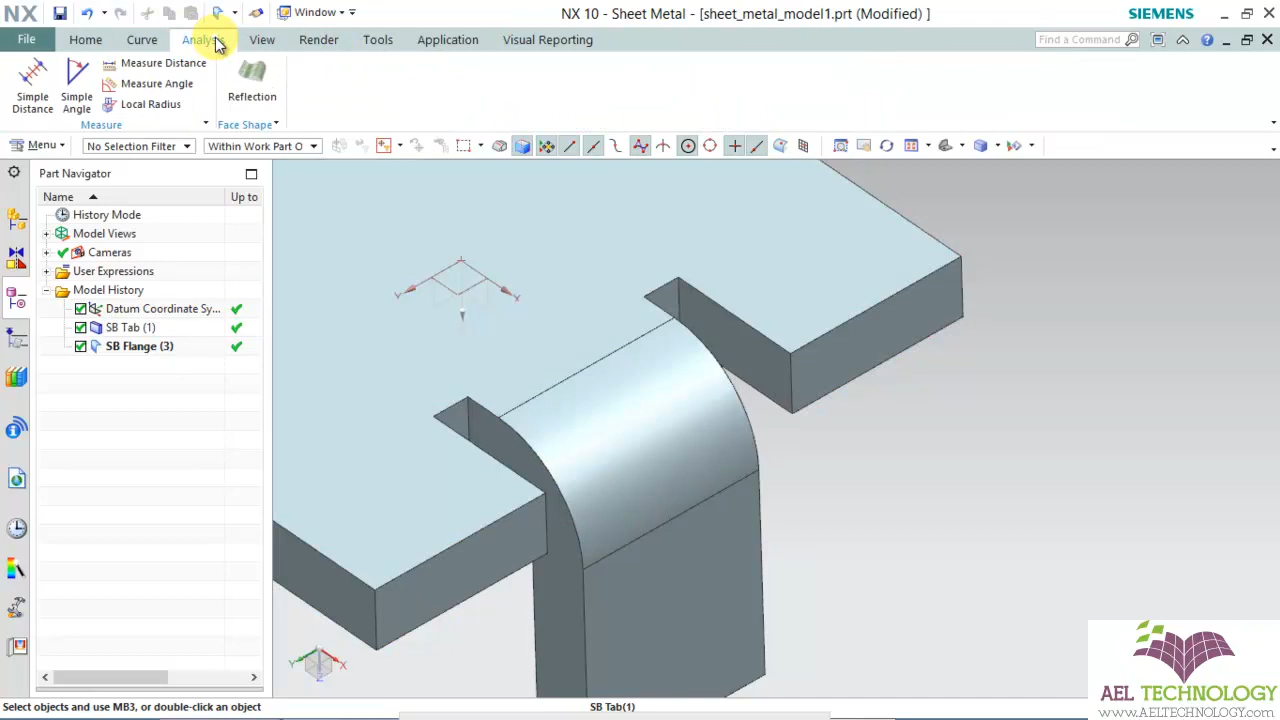 NX
Window
NX 10 - Sheet Metal - [sheet_metal_model1.prt (Modified) ]
SIEMENS
File
Home
Curve
Analysis
View
Render
Tools
Application
Visual Reporting
Find a Command
Simple Distance
Simple Angle
Measure Distance
Measure Angle
Local Radius
Measure
Reflection
Face Shape
Menu
No Selection Filter
Within Work Part O
Part Navigator
Name
Up to
History Mode
Model Views
Cameras
User Expressions
Model History
Datum Coordinate Sy...
SB Tab (1)
SB Flange (3)
Y
X
Y
X
Z
Select objects and use MB3, or double-click an object
SB Tab(1)
AEL TECHNOLOGY
www.AELTECHNOLOGY.com